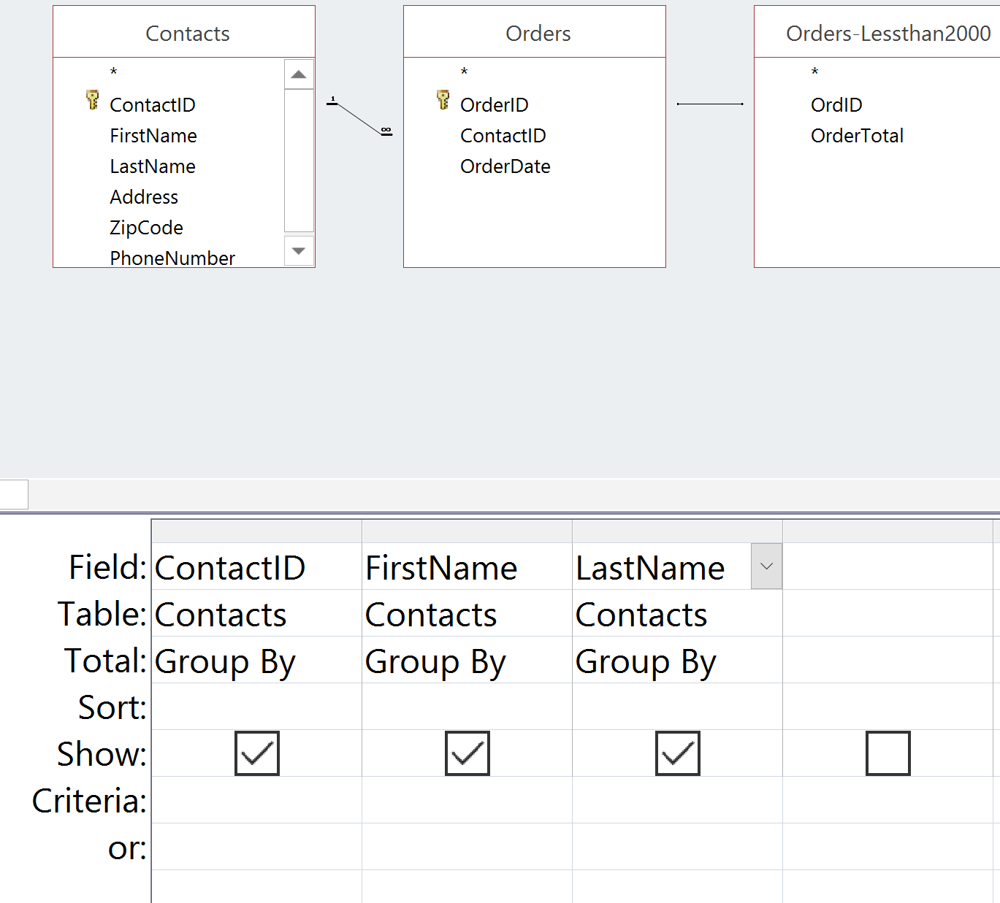 Contacts
*
ContactID
FirstName
LastName
Address
ZipCode
PhoneNumber
1
∞
Orders
*
OrderID
ContactID
OrderDate
Orders-Lessthan2000
*
OrdID
OrderTotal
Field: ContactID FirstName LastName
Table: Contacts Contacts Contacts
Total: Group By Group By Group By
Sort:
Show:
Criteria:
or: